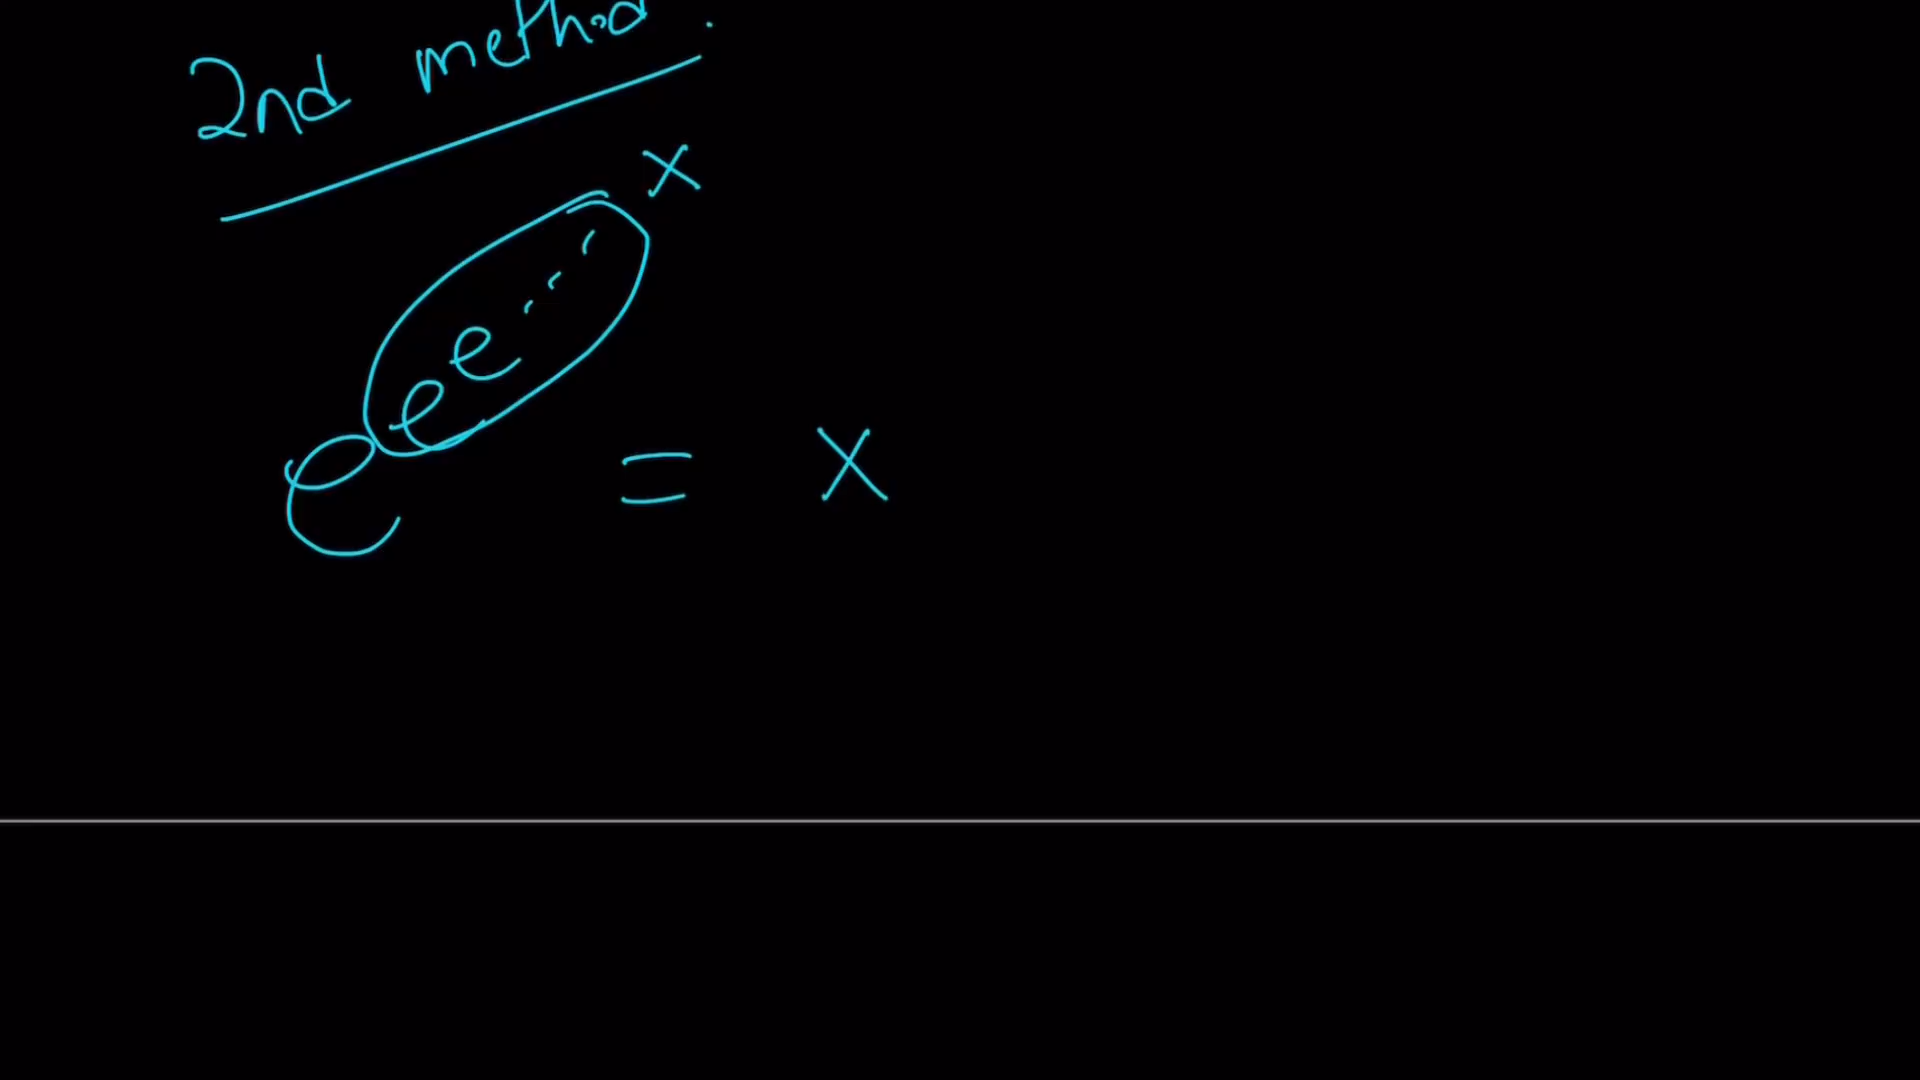 2nd method.
e^{e^{e^{...}}} = x
x